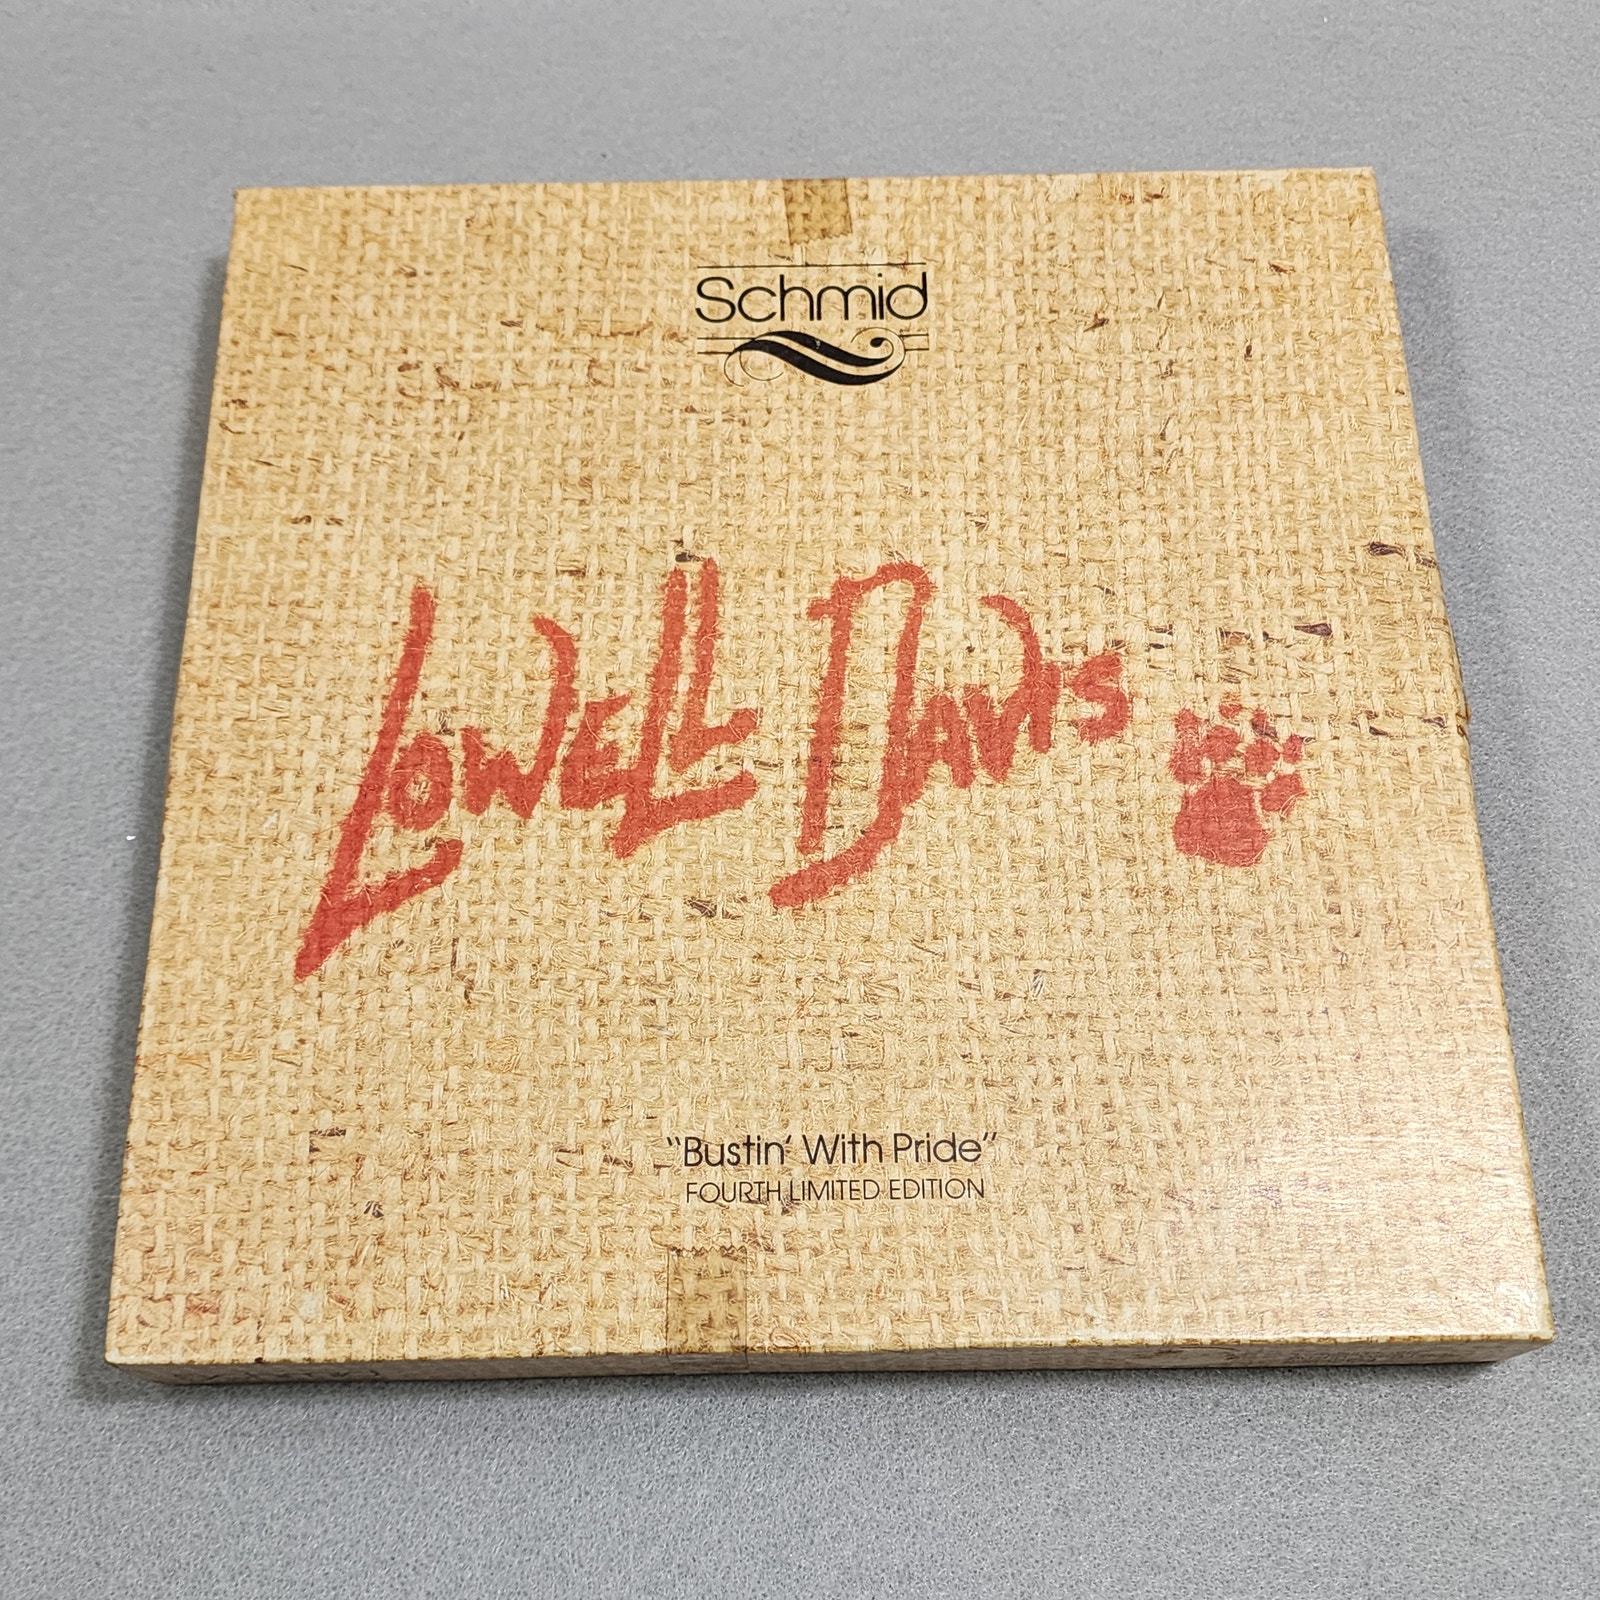 Schmid
Lowell Davis
"Bustin' With Pride"
FOURTH LIMITED EDITION